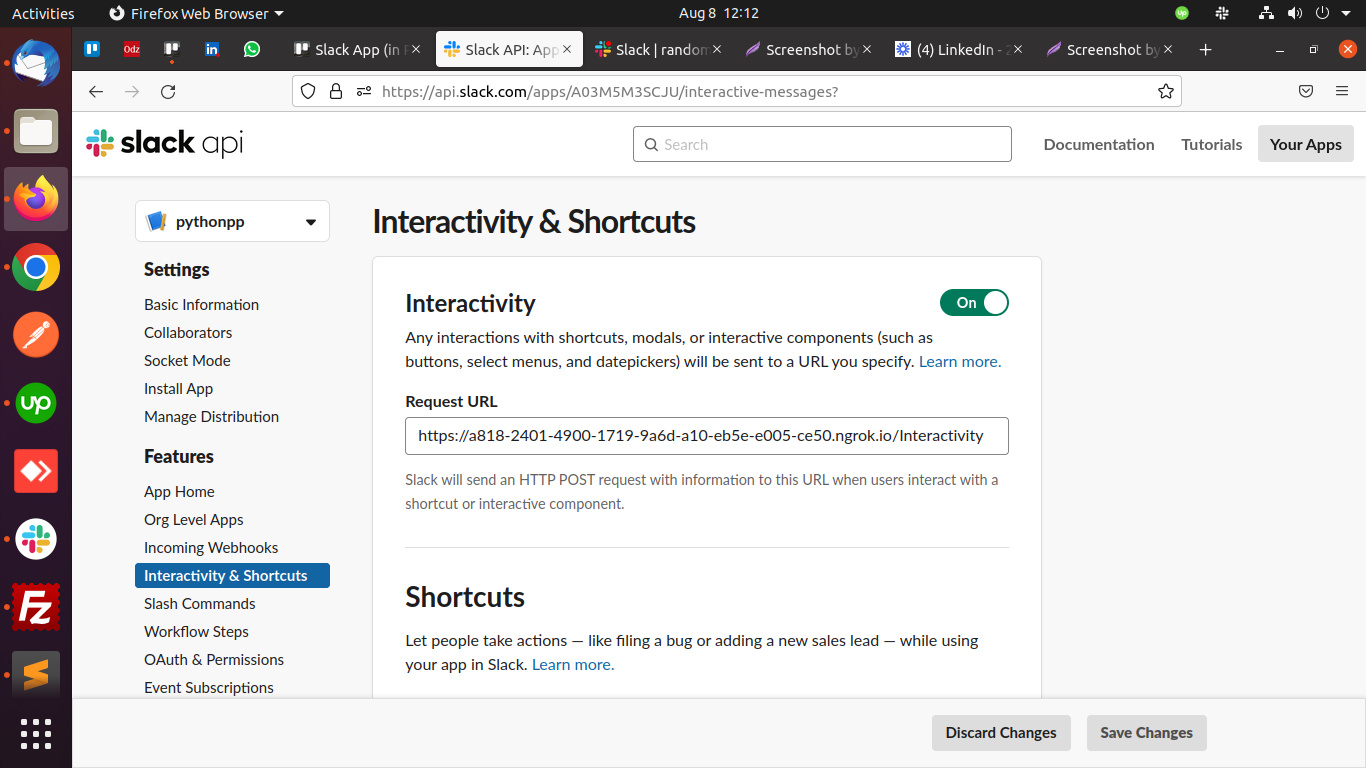 Activities
Firefox Web Browser
Aug 8 12:12
up
Odz
in
Slack App (in
Slack API: App
Slack | random
Screenshot by
(4) LinkedIn - 2
Screenshot by
https://api.slack.com/apps/A03M5M3SCJU/interactive-messages?
slack api
Search
Documentation
Tutorials
Your Apps
pythonpp
Interactivity & Shortcuts
Settings
Basic Information
Collaborators
Socket Mode
Install App
Manage Distribution
Features
App Home
Org Level Apps
Incoming Webhooks
Interactivity & Shortcuts
Slash Commands
Workflow Steps
OAuth & Permissions
Event Subscriptions
Interactivity
On
Any interactions with shortcuts, modals, or interactive components (such as
buttons, select menus, and datepickers) will be sent to a URL you specify. Learn more.
Request URL
https://a818-2401-4900-1719-9a6d-a10-eb5e-e005-ce50.ngrok.io/Interactivity
Slack will send an HTTP POST request with information to this URL when users interact with a
shortcut or interactive component.
Shortcuts
Let people take actions — like filing a bug or adding a new sales lead — while using
your app in Slack. Learn more.
Discard Changes
Save Changes
up
Fz